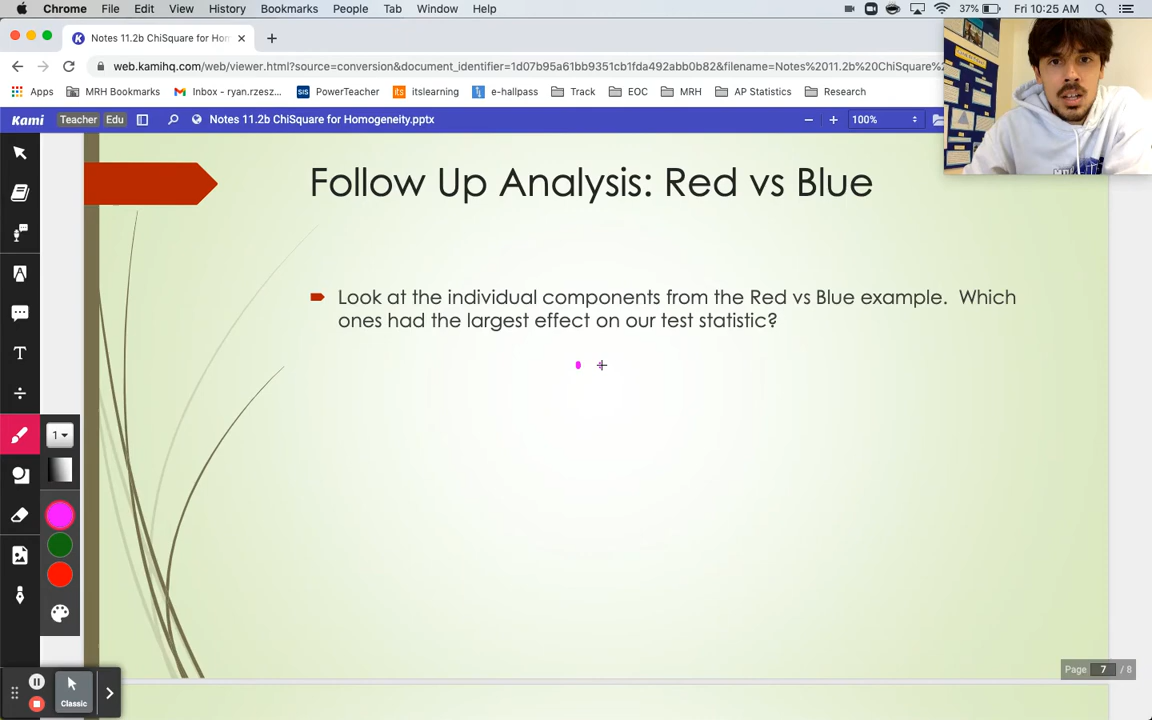 Chrome File Edit View History Bookmarks People Tab Window Help 37% Fri 10:25 AM
Notes 11.2b ChiSquare for Hom
web.kamihq.com/web/viewer.html?source=conversion&document_identifier=1d07b95a61bb9351cb1fda492abb0b82&filename=Notes%2011.2b%20ChiSquare%
Apps MRH Bookmarks Inbox - ryan.rzesz... PowerTeacher itslearning e-hallpass Track EOC MRH AP Statistics Research
Kami Teacher Edu Notes 11.2b ChiSquare for Homogeneity.pptx 100%
Follow Up Analysis: Red vs Blue
Look at the individual components from the Red vs Blue example. Which
ones had the largest effect on our test statistic?
1
Page 7 / 8
Classic